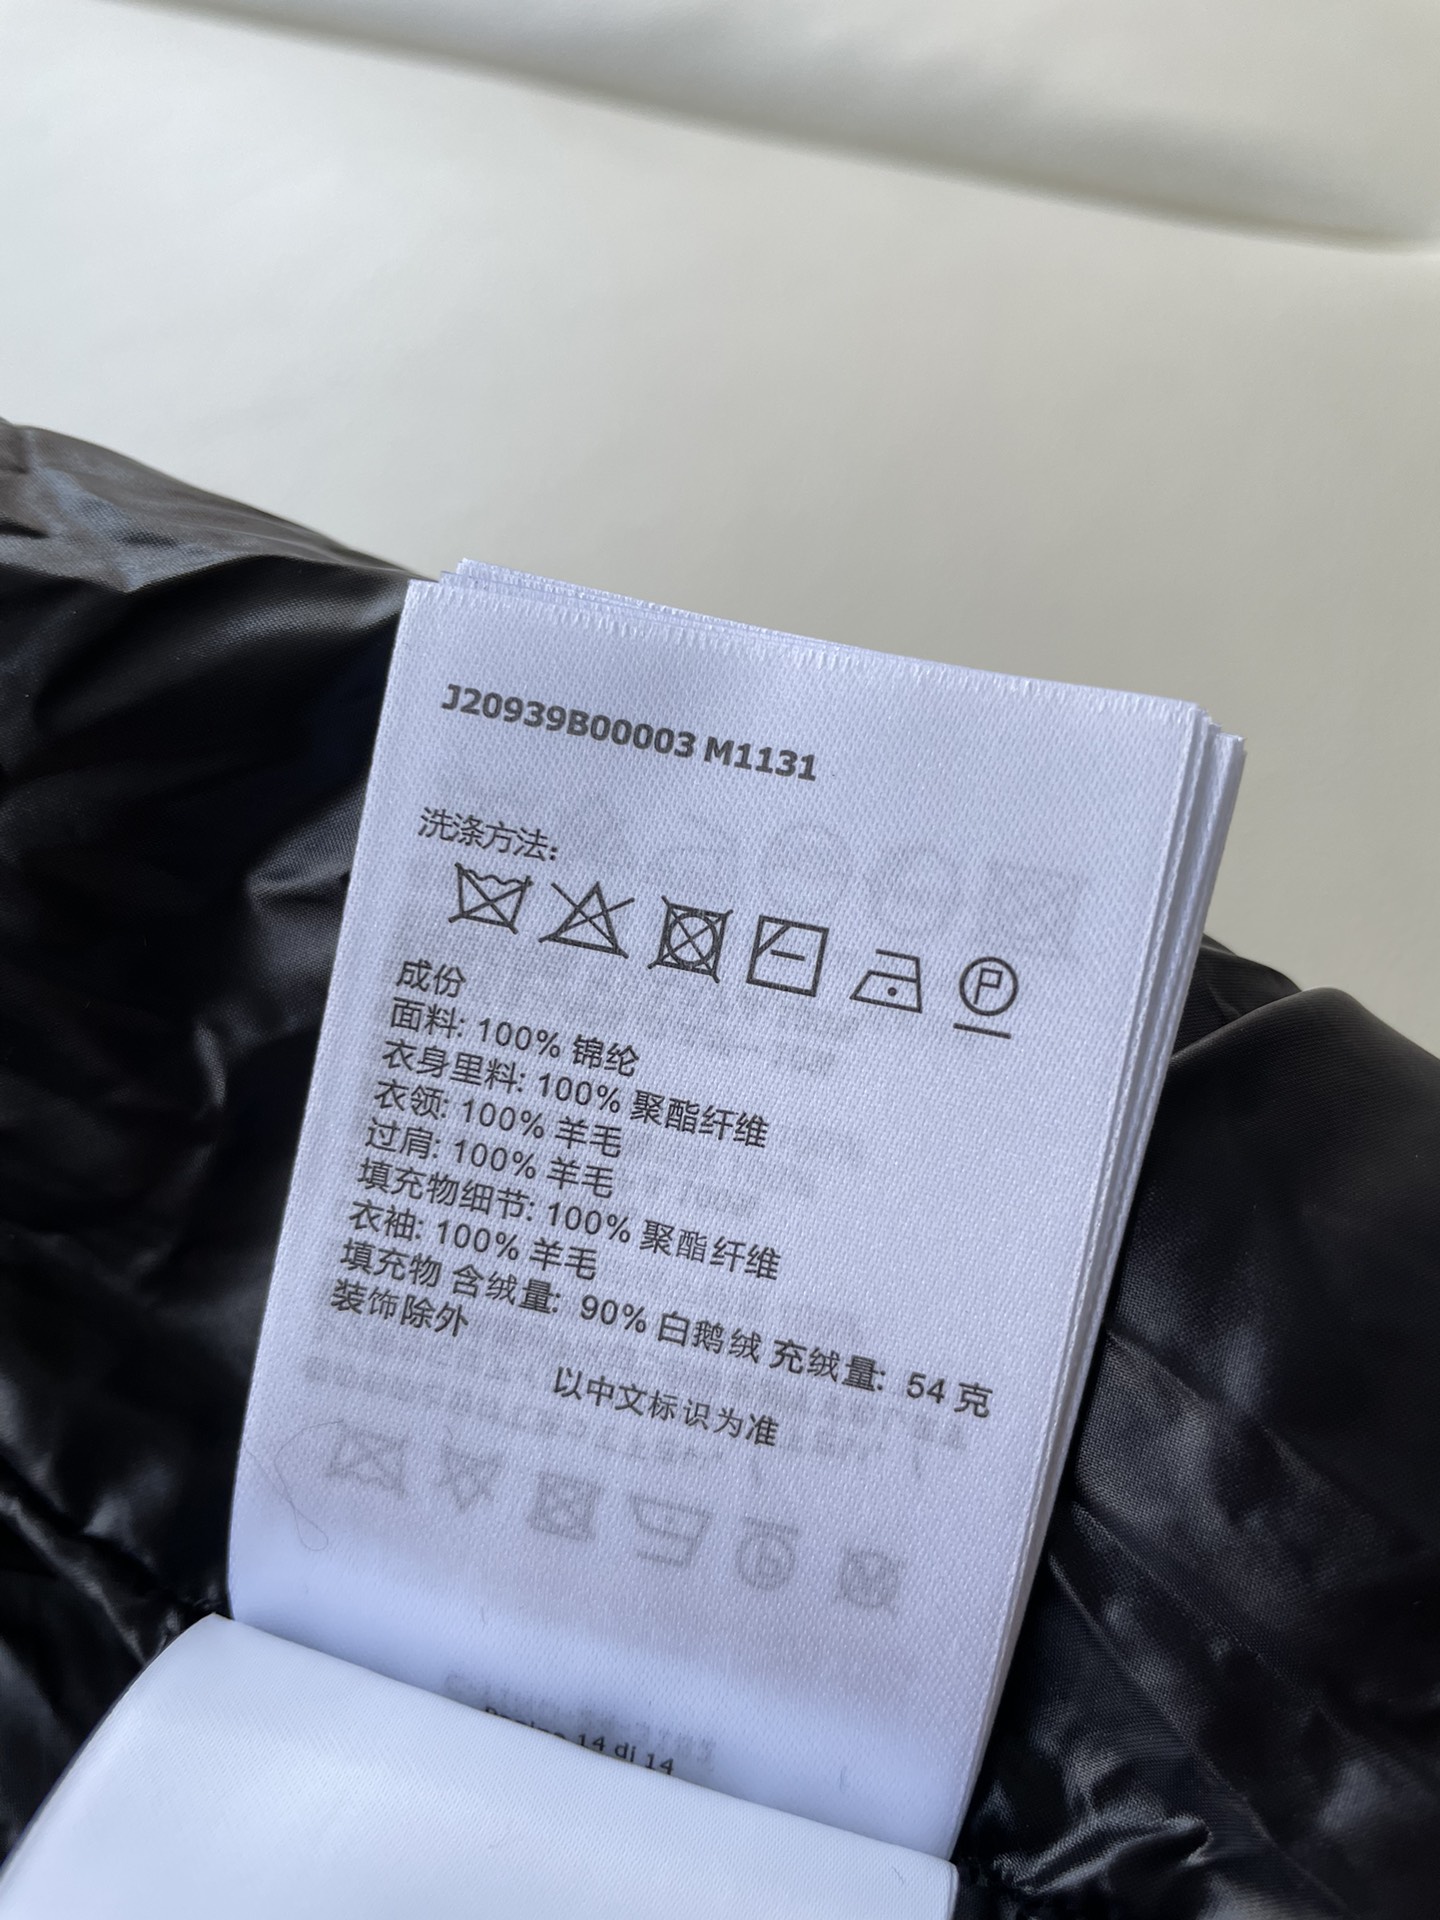 J20939B00003 M1131
洗涤方法:
成份
面料: 100% 锦纶
衣身里料: 100% 聚酯纤维
衣领: 100% 羊毛
过肩: 100% 羊毛
填充物细节: 100% 聚酯纤维
衣袖: 100% 羊毛
填充物 含绒量: 90% 白鹅绒 充绒量: 54 克
装饰除外
以中文标识为准
14 di 14